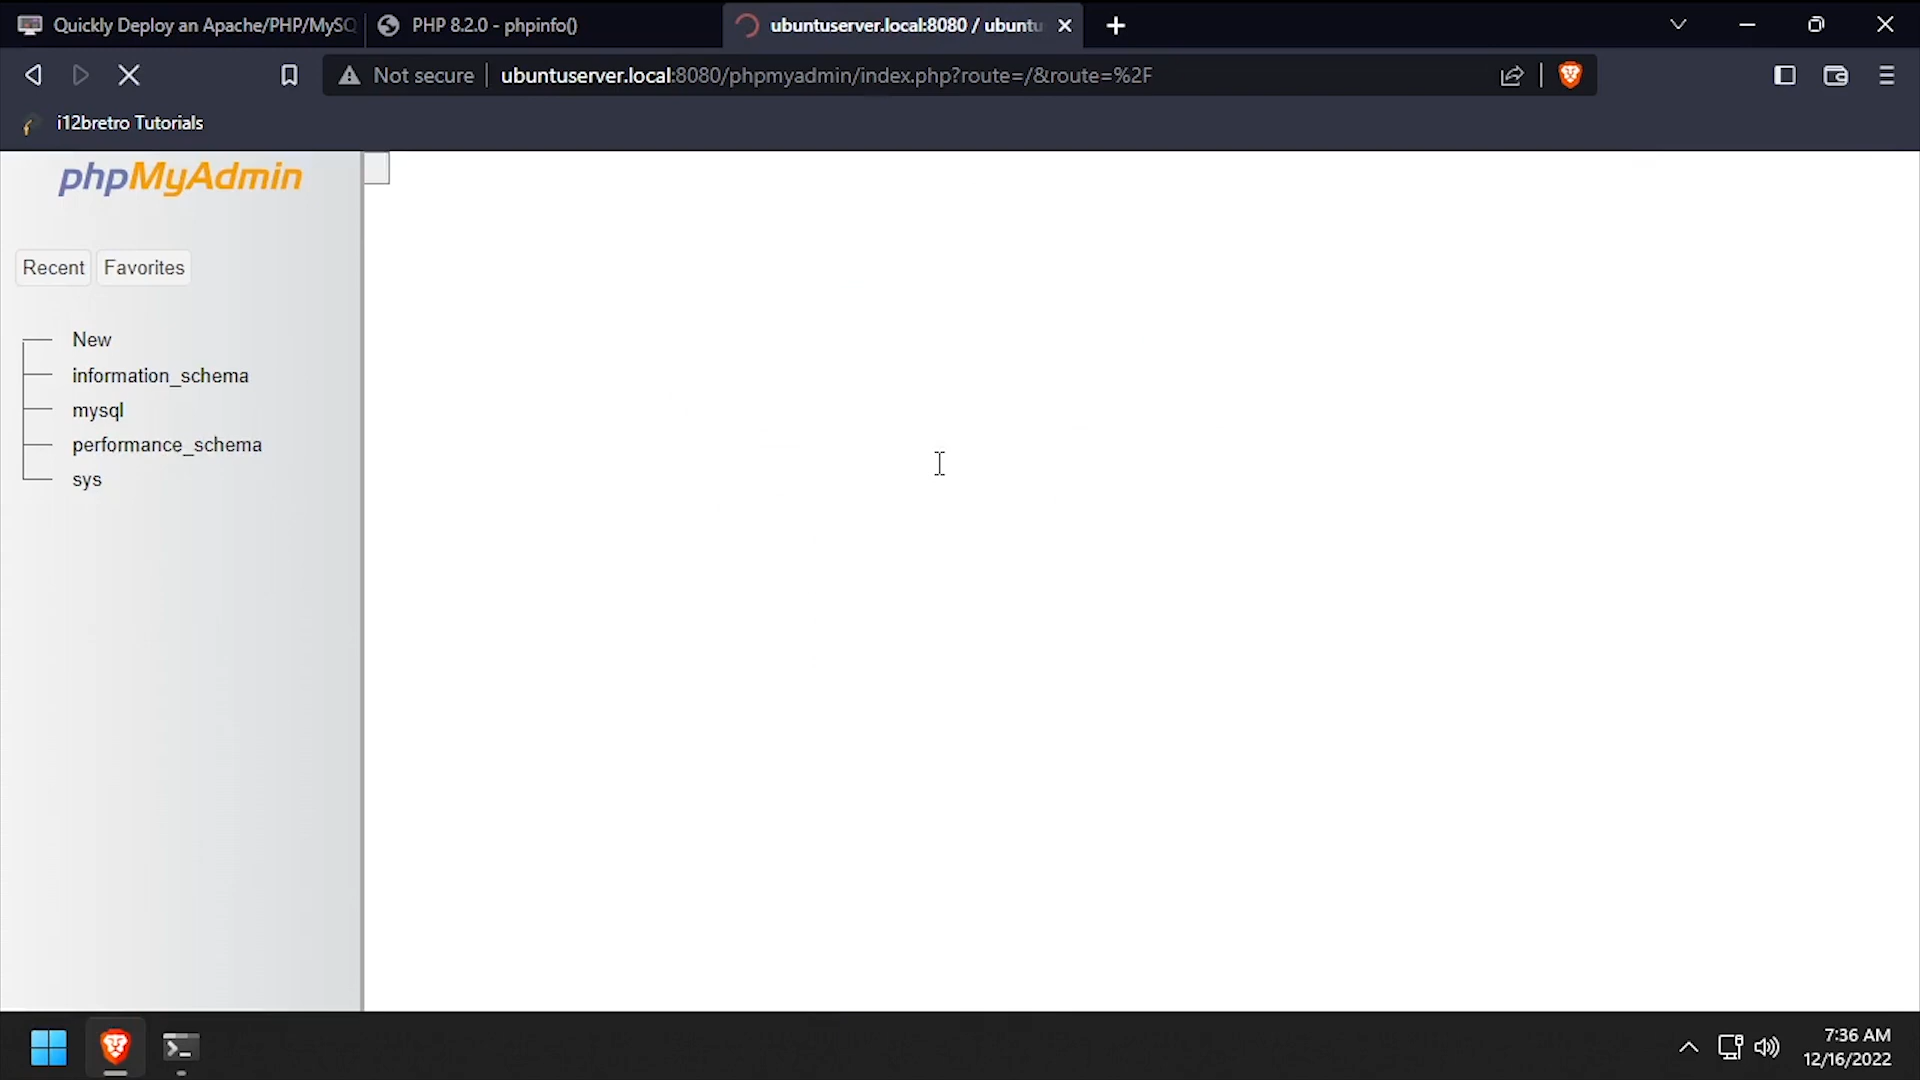 Quickly Deploy an Apache/PHP/MySQ
PHP 8.2.0 - phpinfo()
ubuntuserver.local:8080 / ubuntu
Not secure
ubuntuserver.local:8080/phpmyadmin/index.php?route=/&route=%2F
i12bretro Tutorials
phpMyAdmin
Recent
Favorites
New
information_schema
mysql
performance_schema
sys
7:36 AM
12/16/2022